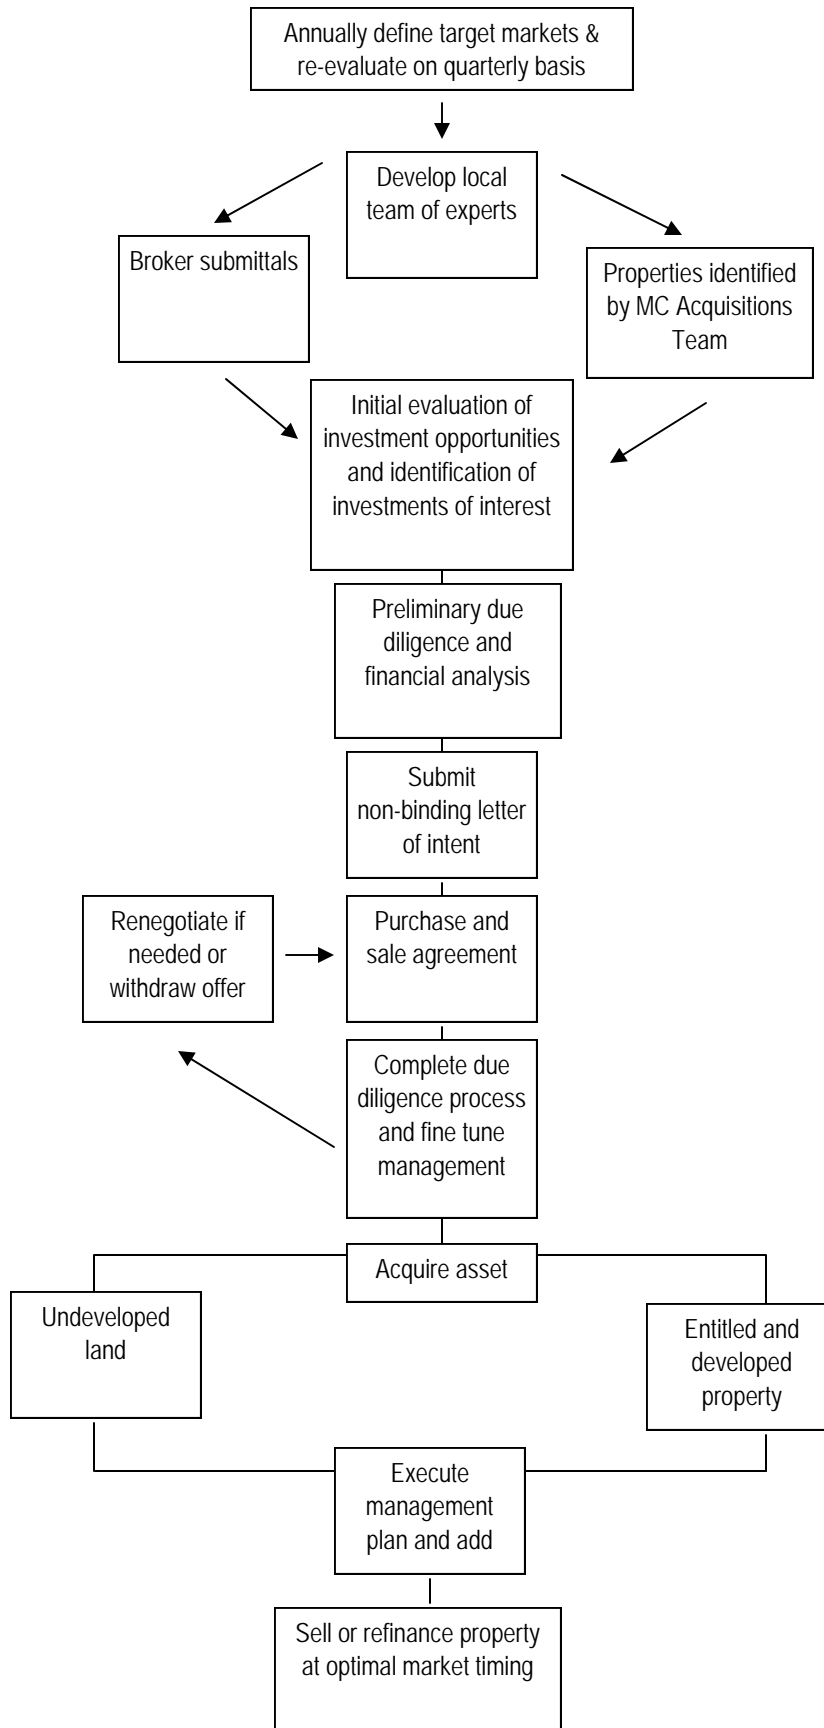 Annually define target markets &
re-evaluate on quarterly basis
Develop local
team of experts
Broker submittals
Properties identified
by MC Acquisitions
Team
Initial evaluation of
investment opportunities
and identification of
investments of interest
Preliminary due
diligence and
financial analysis
Submit
non-binding letter
of intent
Renegotiate if
needed or
withdraw offer
Purchase and
sale agreement
Complete due
diligence process
and fine tune
management
Acquire asset
Undeveloped
land
Entitled and
developed
property
Execute
management
plan and add
Sell or refinance property
at optimal market timing